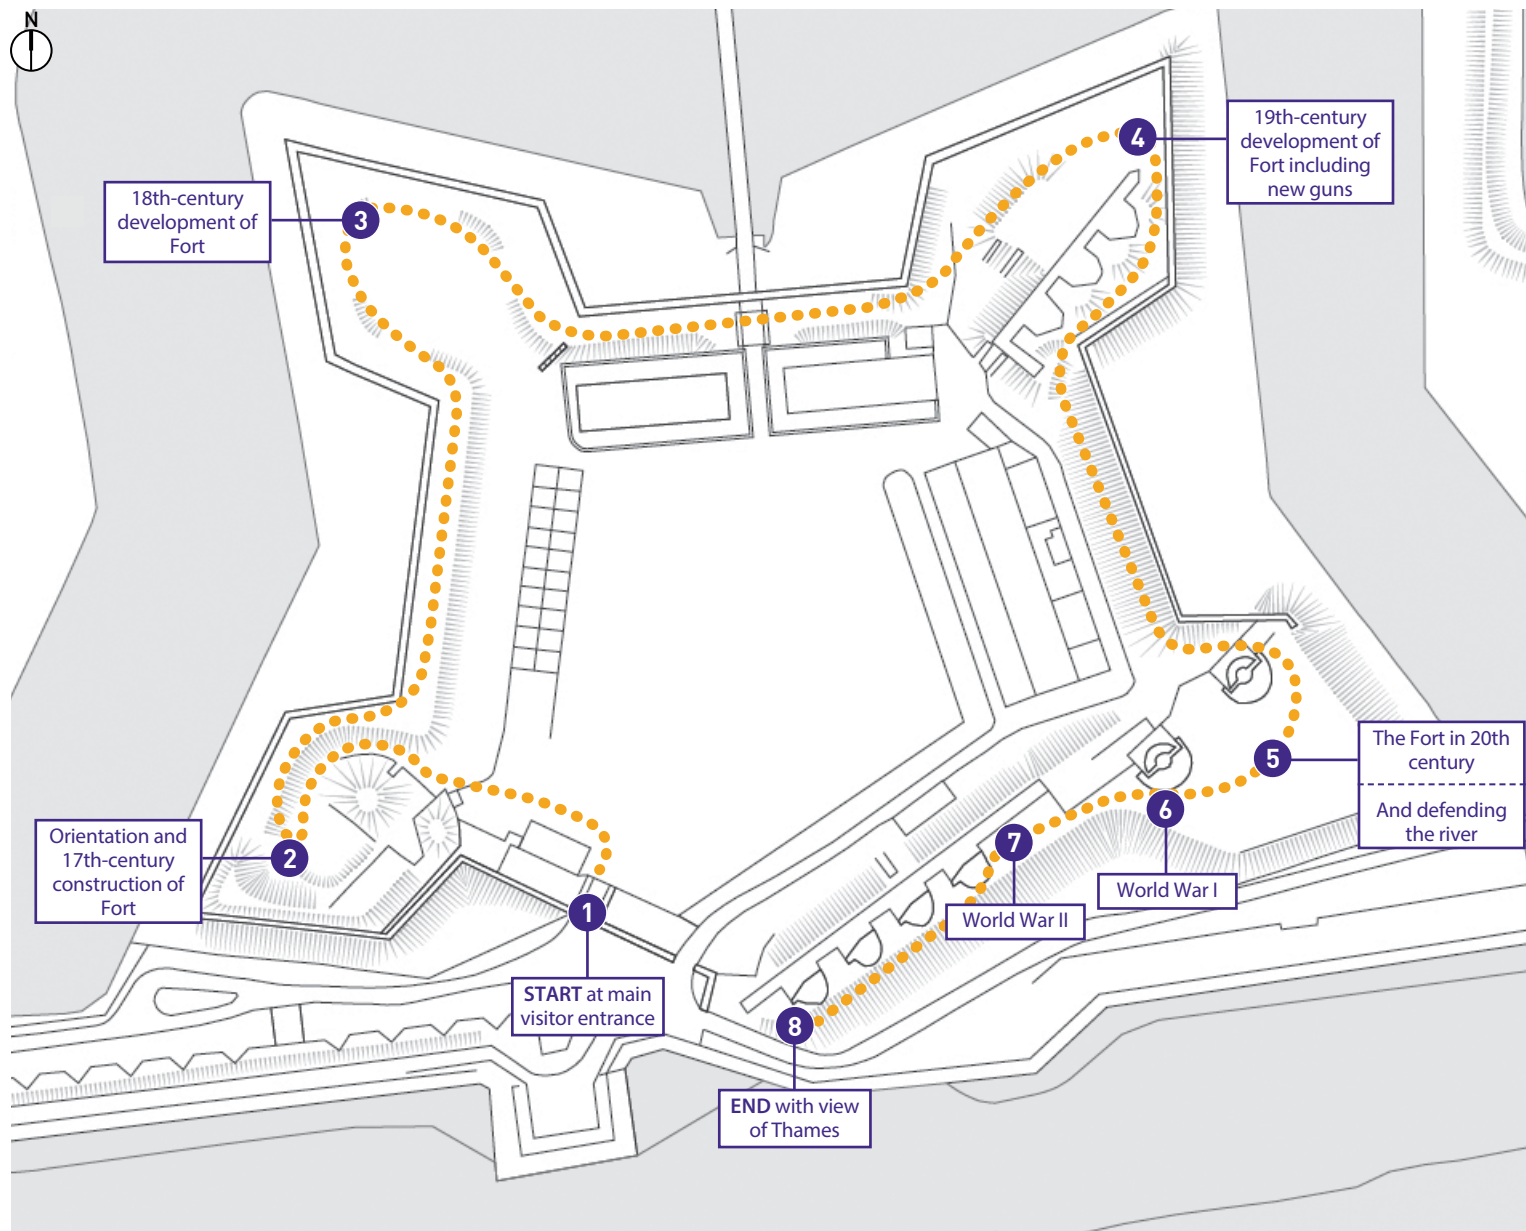 N
4
19th-century
development of
Fort including
new guns
3
18th-century
development of
Fort
5
The Fort in 20th
century
And defending
the river
6
World War I
7
World War II
2
Orientation and
17th-century
construction of
Fort
1
START at main
visitor entrance
8
END with view
of Thames